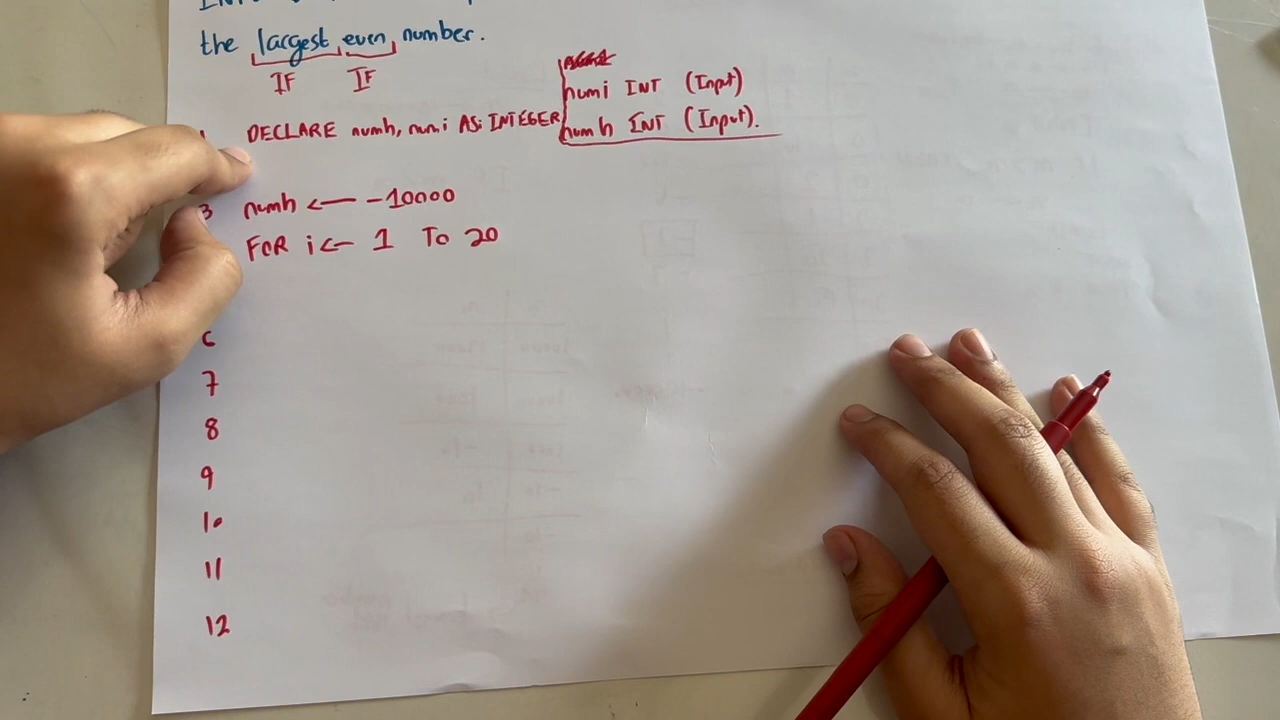 the largest even number.
IF IF
numi INT (Input)
DECLARE numh, numi AS: INTEGER
numh INT (Input).
1
3 numh ← -10000
FOR i← 1 To 20
6
7
8
9
10
11
12